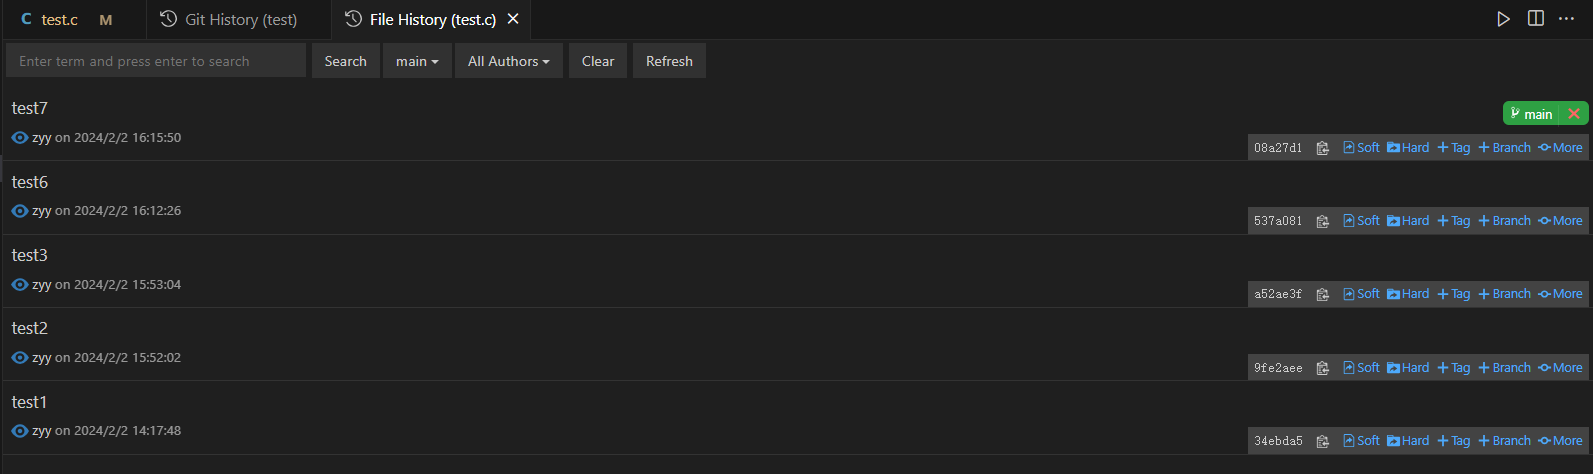 C test.c M Git History (test) File History (test.c)
Enter term and press enter to search Search main All Authors Clear Refresh
test7
main
zyy on 2024/2/2 16:15:50
08a27d1 Soft Hard Tag Branch More
test6
zyy on 2024/2/2 16:12:26
537a081 Soft Hard Tag Branch More
test3
zyy on 2024/2/2 15:53:04
a52ae3f Soft Hard Tag Branch More
test2
zyy on 2024/2/2 15:52:02
9fe2aee Soft Hard Tag Branch More
test1
zyy on 2024/2/2 14:17:48
34ebda5 Soft Hard Tag Branch More